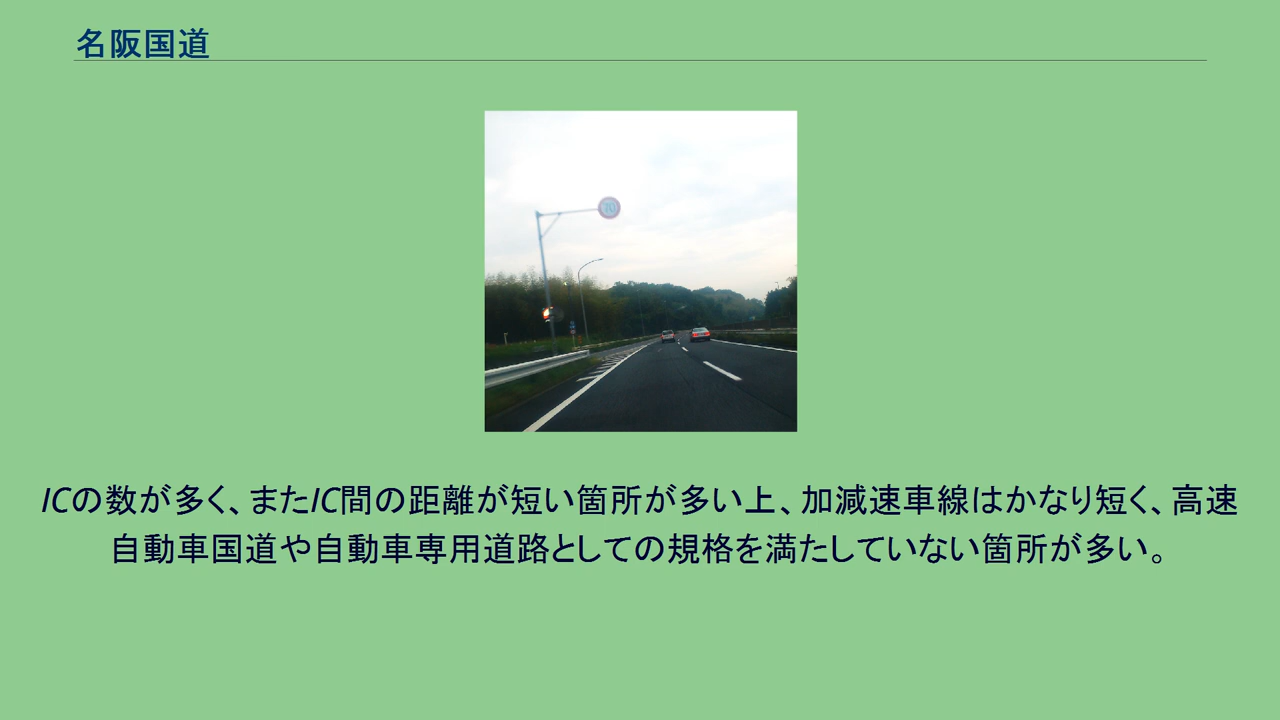 名阪国道
70
ICの数が多く、またIC間の距離が短い箇所が多い上、加減速車線はかなり短く、高速
自動車国道や自動車専用道路としての規格を満たしていない箇所が多い。